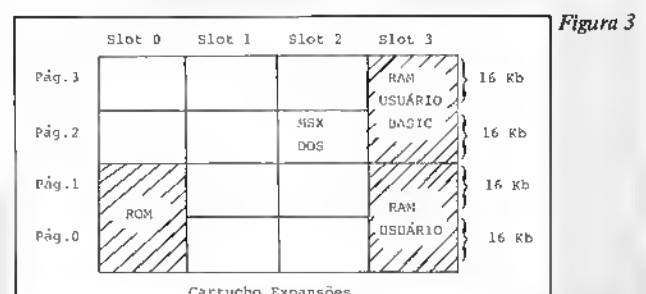 Figura 3
Slot 0 Slot 1 Slot 2 Slot 3
Pág.3 RAM USUÁRIO BASIC 16 Kb
Pág.2 MSX DOS 16 Kb
Pág.1 ROM RAM USUÁRIO 16 Kb
Pág.0 16 Kb
Cartucho Expansões